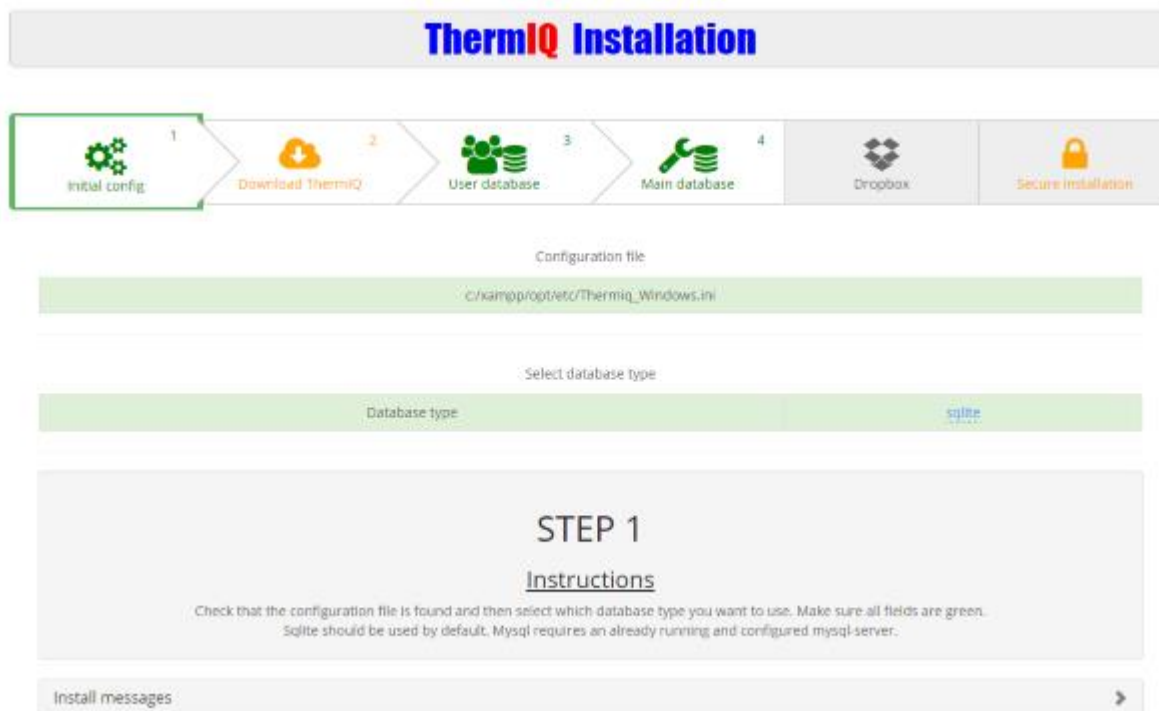 ThermIQ Installation
1
Initial config
2
Download ThermIQ
3
User database
4
Main database
Dropbox
Secure installation
Configuration file
c:/xampp/opt/etc/Thermiq_Windows.ini
Select database type
Database type
sqlite
STEP 1
Instructions
Check that the configuration file is found and then select which database type you want to use. Make sure all fields are green.
Sqlite should be used by default. Mysql requires an already running and configured mysql-server.
Install messages